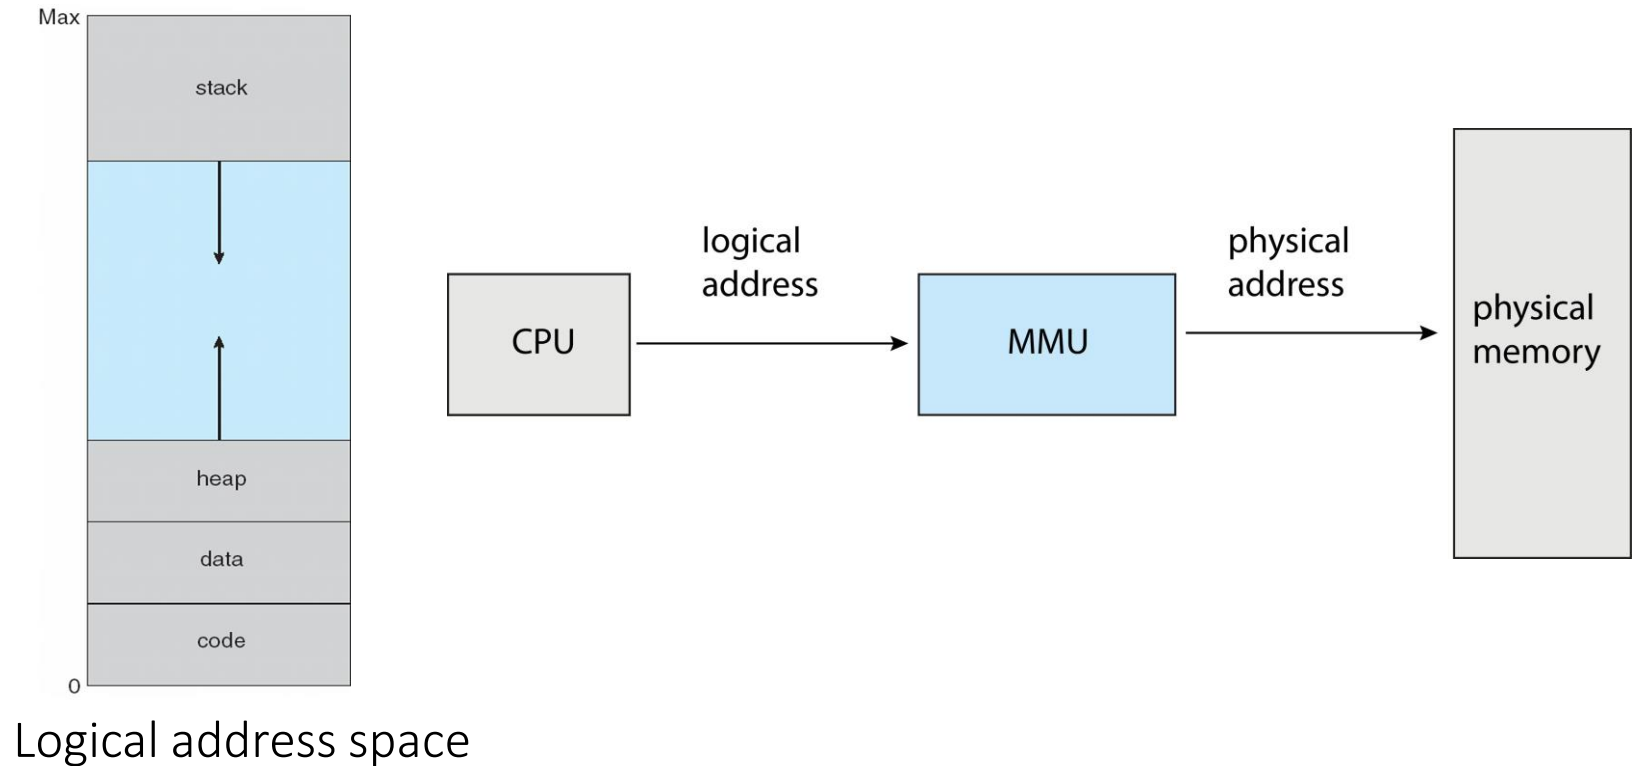 Max
stack
heap
data
code
0
Logical address space
CPU
logical
address
MMU
physical
address
physical
memory